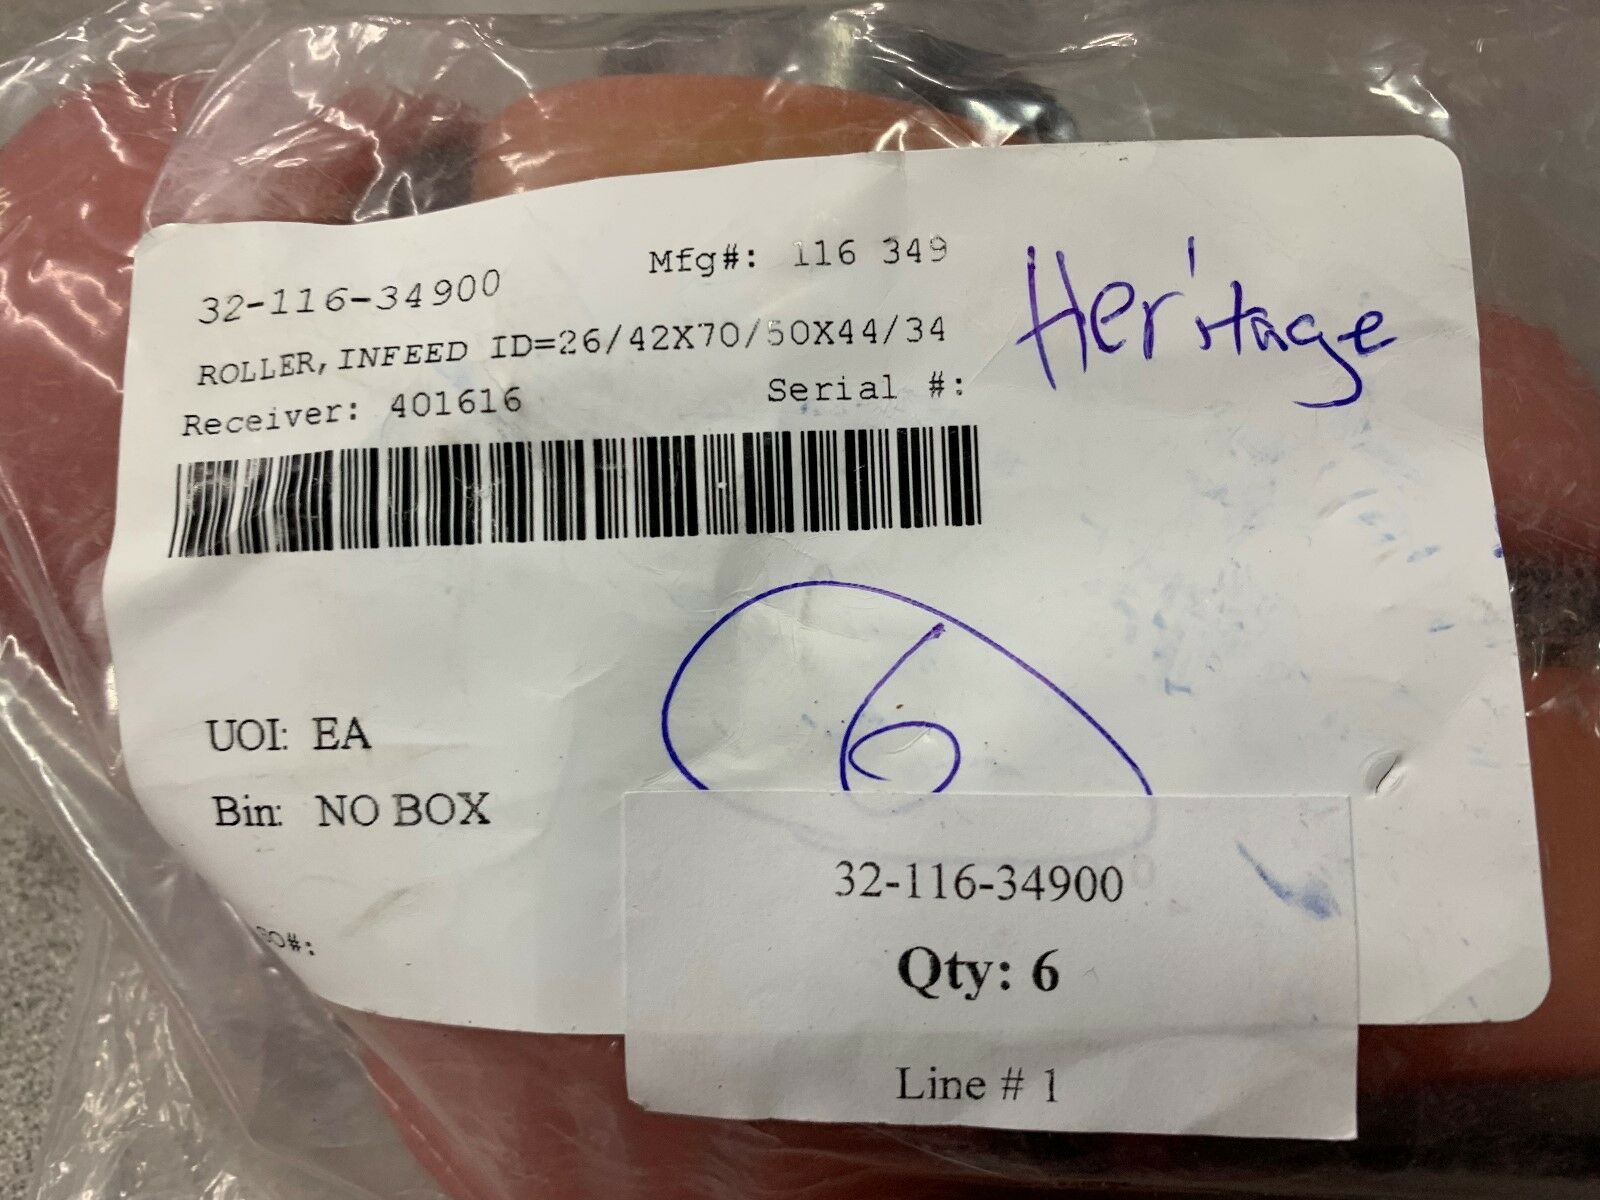 32-116-34900 Mfg#: 116 349
ROLLER, INFEED ID=26/42X70/50X44/34
Receiver: 401616 Serial #:
Heritage
6
UOI: EA
Bin: NO BOX
PO#:
32-116-34900
Qty: 6
Line # 1